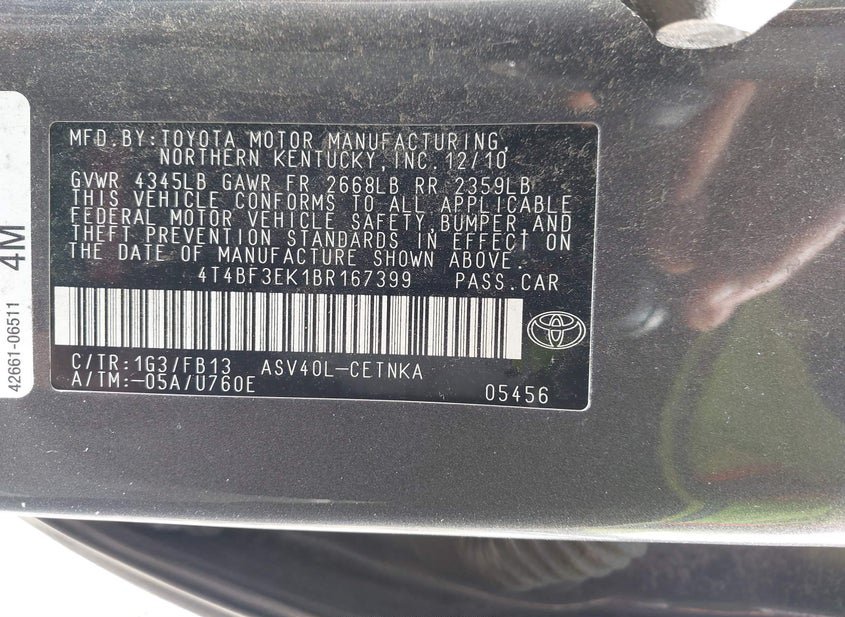 MFD.BY:TOYOTA MOTOR MANUFACTURING,
NORTHERN KENTUCKY,INC.12/10
GVWR 4345LB GAWR FR 2668LB RR 2359LB
THIS VEHICLE CONFORMS TO ALL APPLICABLE
FEDERAL MOTOR VEHICLE SAFETY,BUMPER,AND
THEFT PREVENTION STANDARDS IN EFFECT ON
THE DATE OF MANUFACTURE SHOWN ABOVE.
4T4BF3EK1BR167399 PASS.CAR
C/TR:1G3/FB13 ASV40L-CETNKA
A/TM:-05A/U760E 05456
4M
42661-06511